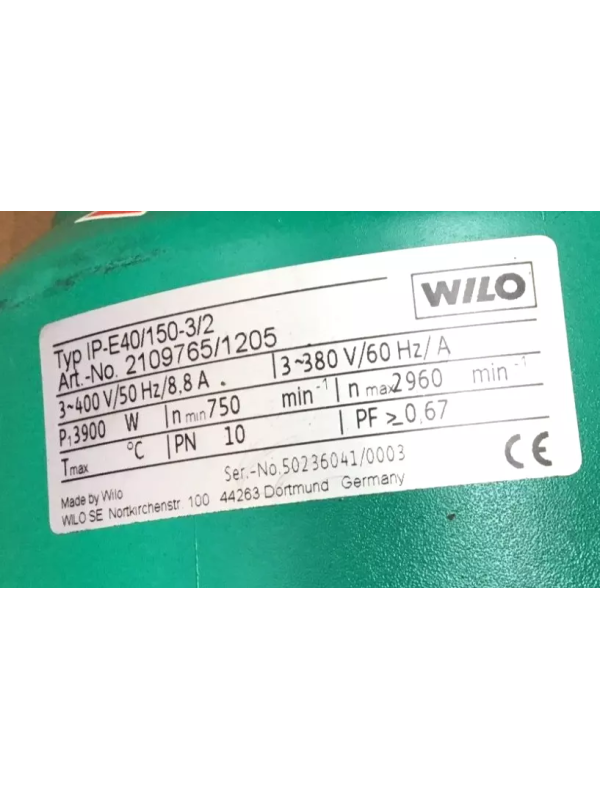 WILO
Typ IP-E40/150-3/2
Art.-No. 2109765/1205
3~400 V/50 Hz/8,8 A | 3~380 V/60 Hz/ A
P₁3900 W | n min 750 min⁻¹ | n max 2960 min⁻¹
Tmax °C | PN 10 | PF ≥0,67
Ser.-No.50236041/0003
CE
Made by Wilo
WILO SE Nortkirchenstr. 100 44263 Dortmund Germany